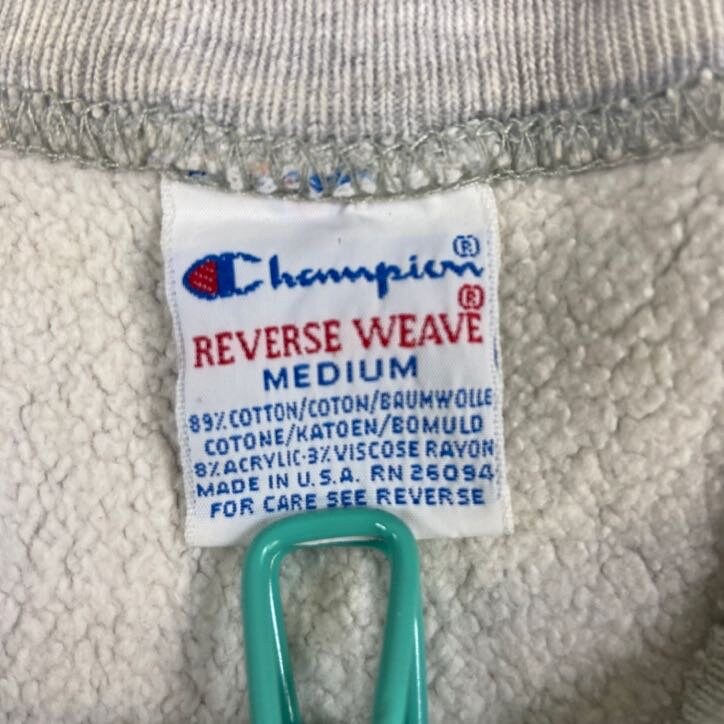 Champion®
REVERSE WEAVE®
MEDIUM
89% COTTON/COTON/BAUMWOLLE
COTONE/KATOEN/BOMULD
8% ACRYLIC·3% VISCOSE RAYON
MADE IN U.S.A. RN 26094
FOR CARE SEE REVERSE